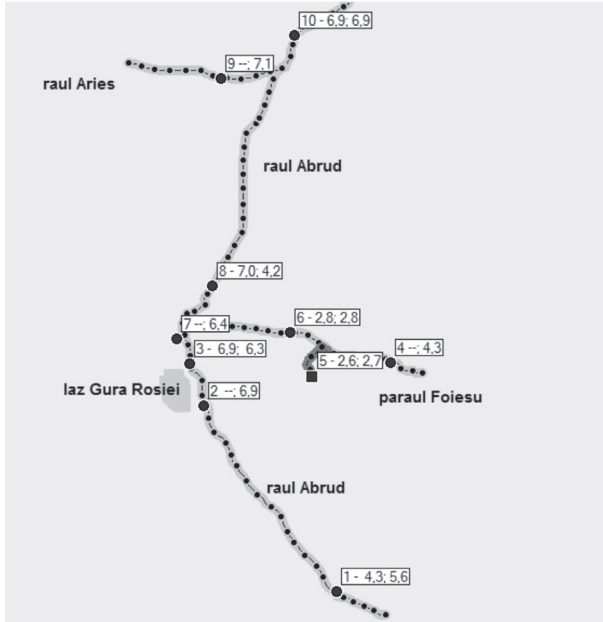 10 - 6,9; 6,9
9 --; 7,1
raul Aries
raul Abrud
8 - 7,0; 4,2
7 --; 6,4
6 - 2,8; 2,8
3 - 6,9; 6,3
4 --; 4,3
5 - 2,6; 2,7
laz Gura Rosiei
2 --; 6,9
paraul Foiesu
raul Abrud
1 - 4,3; 5,6